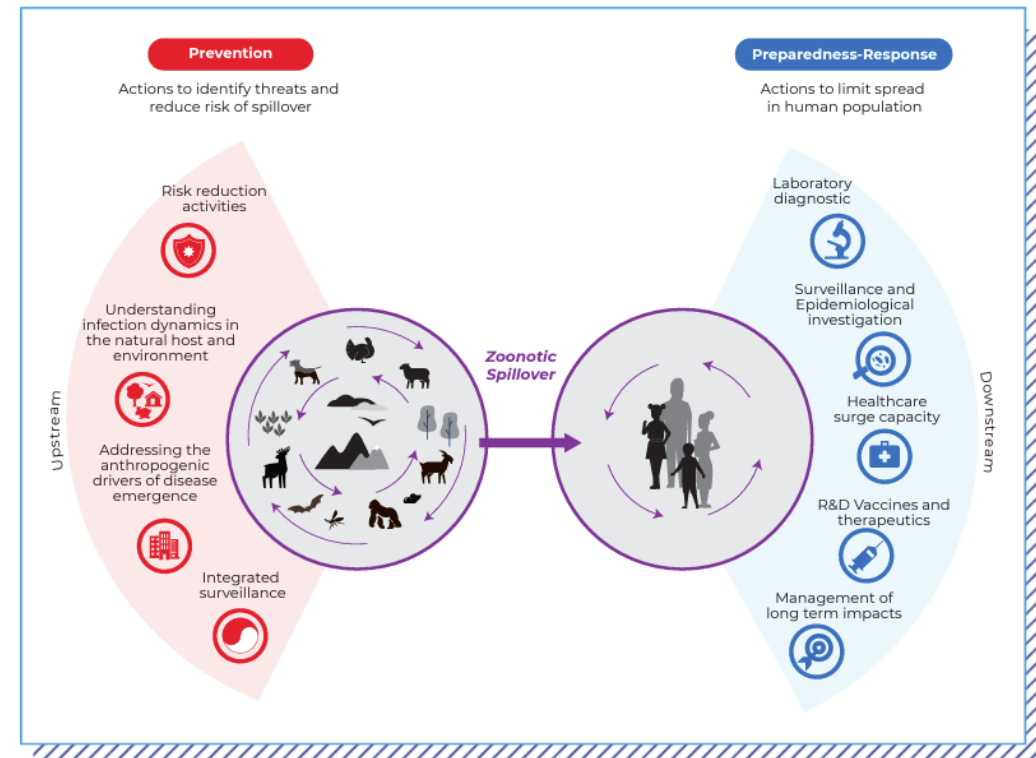 Prevention
Actions to identify threats and
reduce risk of spillover
Upstream
Risk reduction
activities
Understanding
infection dynamics in
the natural host and
environment
Addressing the
anthropogenic
drivers of disease
emergence
Integrated
surveillance
Zoonotic
Spillover
Preparedness-Response
Actions to limit spread
in human population
Laboratory
diagnostic
Surveillance and
Epidemiological
investigation
Healthcare
surge capacity
R&D Vaccines and
therapeutics
Management of
long term impacts
Downstream